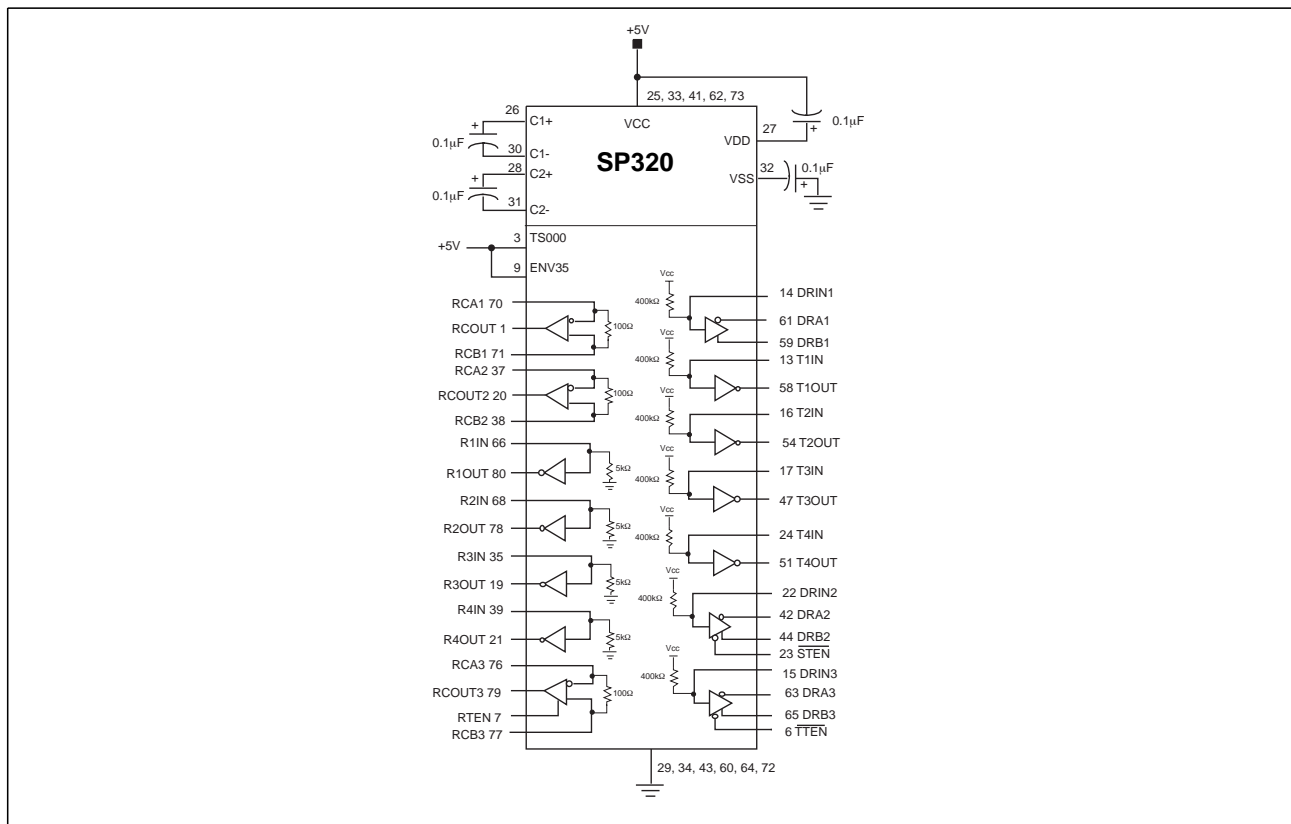 +5V
25, 33, 41, 62, 73
26
C1+
VCC
27
VDD
0.1µF
+
0.1µF
+
30
C1-
SP320
28
C2+
32
VSS
0.1µF
+
0.1µF
+
31
C2-
+5V
3 TS000
9 ENV35
RCA1 70
RCOUT 1
100Ω
RCB1 71
RCA2 37
RCOUT2 20
100Ω
RCB2 38
R1IN 66
R1OUT 80
5kΩ
R2IN 68
R2OUT 78
5kΩ
R3IN 35
R3OUT 19
5kΩ
R4IN 39
R4OUT 21
5kΩ
RCA3 76
RCOUT3 79
100Ω
RTEN 7
RCB3 77
Vcc
400kΩ
14 DRIN1
61 DRA1
59 DRB1
Vcc
400kΩ
13 T1IN
58 T1OUT
Vcc
400kΩ
16 T2IN
54 T2OUT
Vcc
400kΩ
17 T3IN
47 T3OUT
Vcc
400kΩ
24 T4IN
51 T4OUT
Vcc
400kΩ
22 DRIN2
42 DRA2
44 DRB2
23 STEN
Vcc
400kΩ
15 DRIN3
63 DRA3
65 DRB3
6 TTEN
29, 34, 43, 60, 64, 72